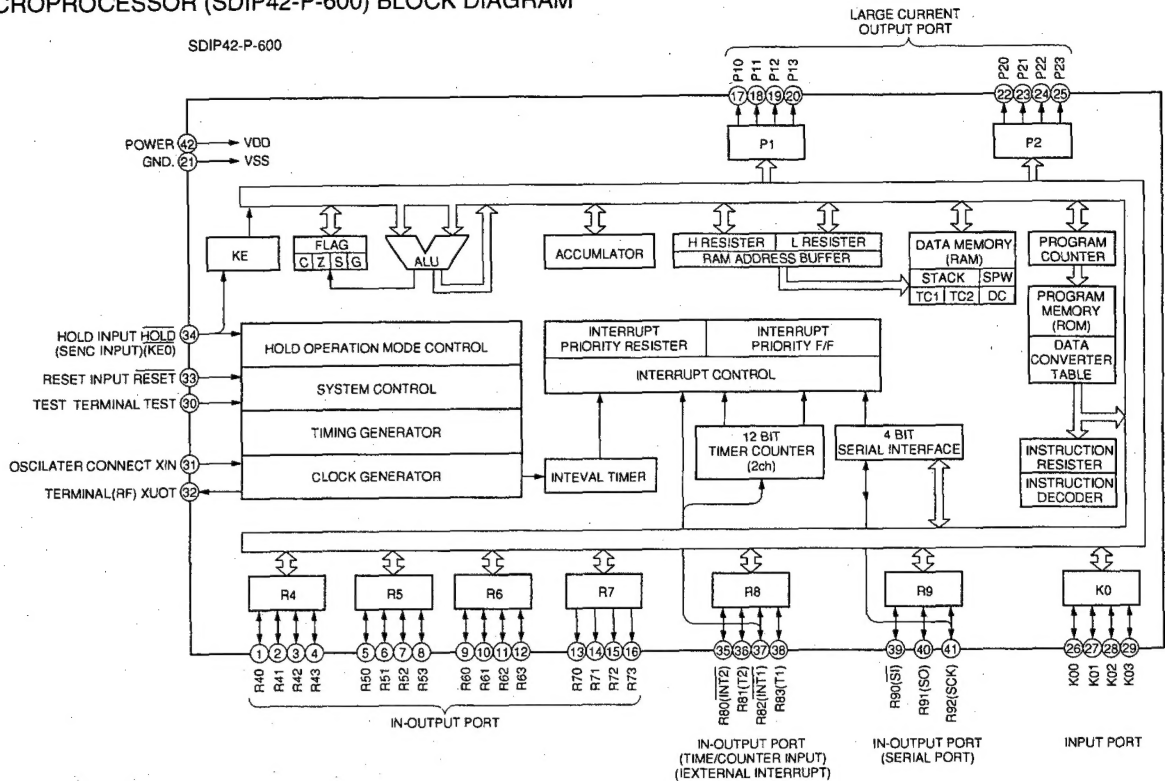 CROPROCESSOR (SDIP42-P-600) BLOCK DIAGRAM
SDIP42-P-600
LARGE CURRENT
OUTPUT PORT
P10 P11 P12 P13
P20 P21 P22 P23
17 18 19 20
22 23 24 25
P1
P2
POWER 42 VDD
GND. 21 VSS
KE
FLAG
C Z S G
ALU
ACCUMLATOR
H RESISTER L RESISTER
RAM ADDRESS BUFFER
DATA MEMORY
(RAM)
STACK SPW
TC1 TC2 DC
PROGRAM
COUNTER
PROGRAM
MEMORY
(ROM)
DATA
CONVERTER
TABLE
INSTRUCTION
REGISTER
INSTRUCTION
DECODER
HOLD INPUT HOLD 34
(SENC INPUT)(KE0)
RESET INPUT RESET 33
TEST TERMINAL TEST 30
OSCILATER CONNECT XIN 31
TERMINAL(RF) XUOT 32
HOLD OPERATION MODE CONTROL
SYSTEM CONTROL
TIMING GENERATOR
CLOCK GENERATOR
INTERRUPT
PRIORITY REGISTER
INTERRUPT
PRIORITY F/F
INTERRUPT CONTROL
INTEVAL TIMER
12 BIT
TIMER COUNTER
(2ch)
4 BIT
SERIAL INTERFACE
R4 R5 R6 R7 R8 R9 K0
1 2 3 4 5 6 7 8 9 10 11 12 13 14 15 16 35 36 37 38 39 40 41 26 27 28 29
R40 R41 R42 R43 R50 R51 R52 R53 R60 R61 R62 R63 R70 R71 R72 R73 R80(INT2) R81(T2) R82(INT1) R83(T1) R90(SI) R91(SO) R92(SCK) K00 K01 K02 K03
IN-OUTPUT PORT
IN-OUTPUT PORT
(TIME/COUNTER INPUT)
(IEXTERNAL INTERRUPT)
IN-OUTPUT PORT
(SERIAL PORT)
INPUT PORT